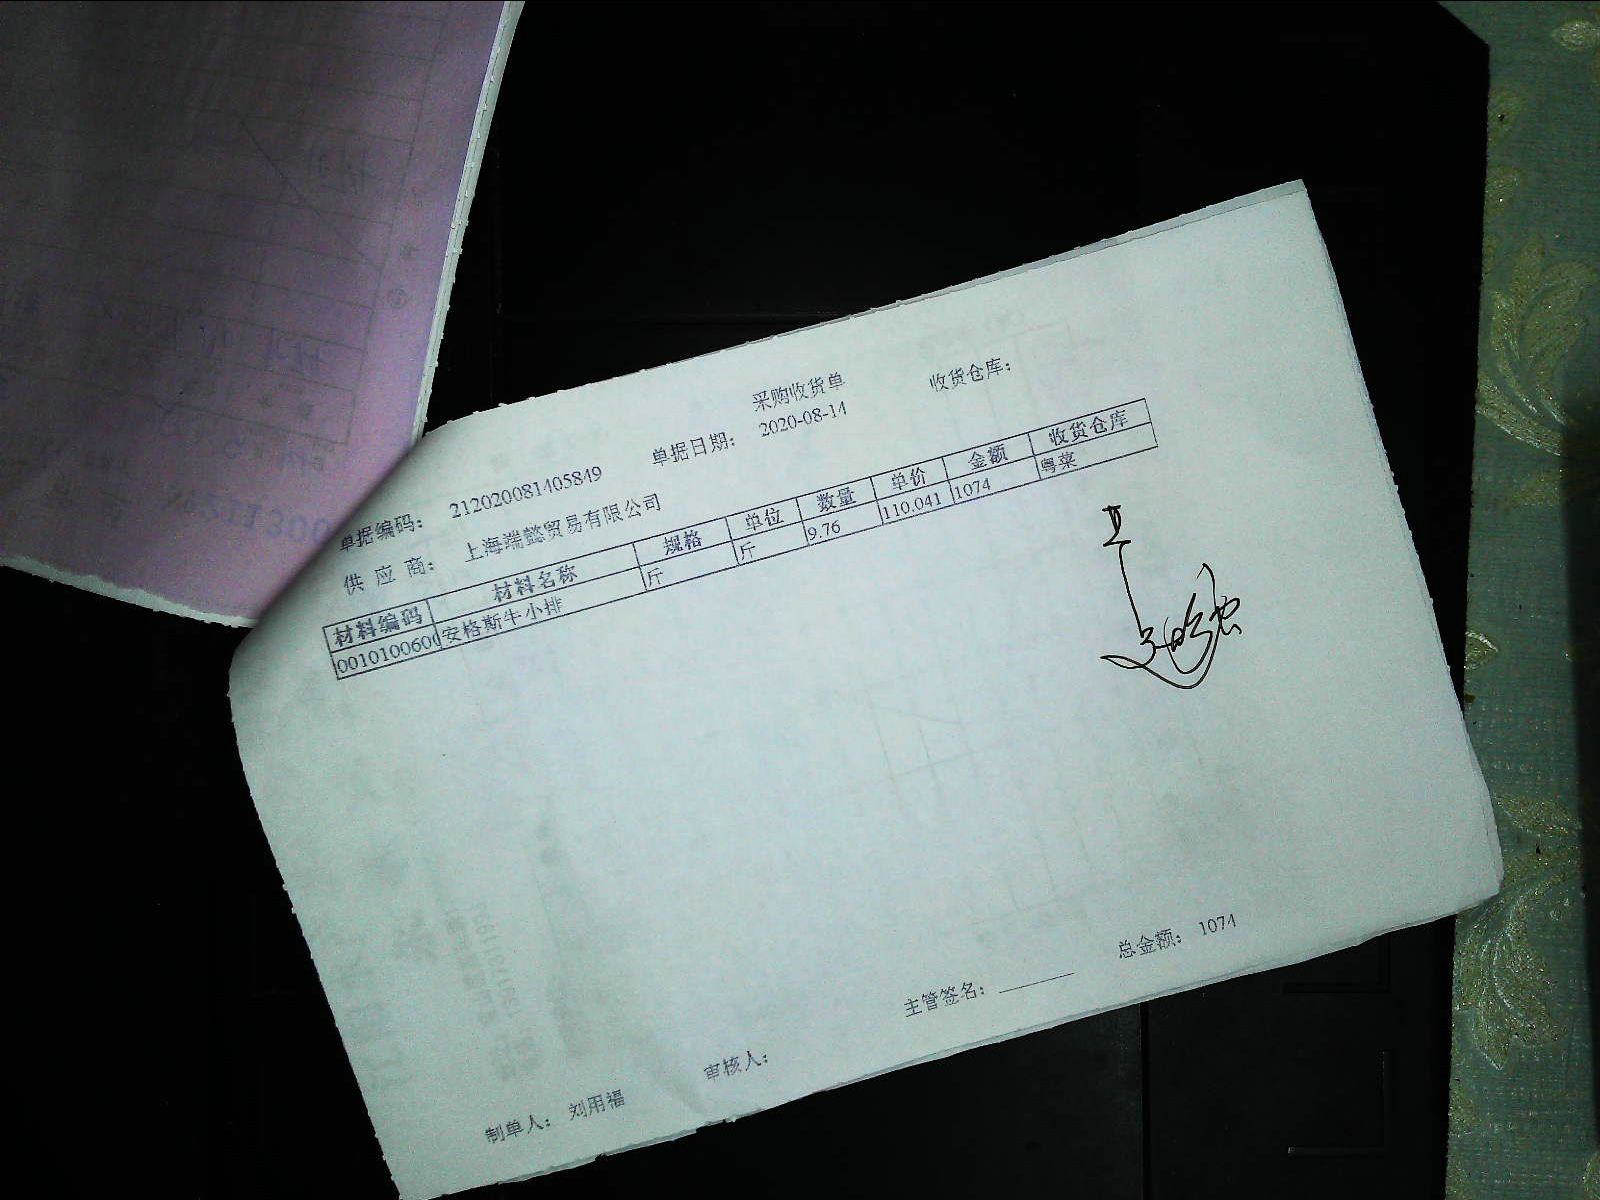 采购收货单
单据编码： 212020081405849 单据日期： 2020-08-14 收货仓库：
供 应 商： 上海端懿贸易有限公司
材料编码 材料名称 规格 单位 数量 单价 金额 收货仓库
0010100600 安格斯牛小排 斤 斤 9.76 110.041 1074 粤菜
总金额： 1074
制单人： 刘用福 审核人： 主管签名：